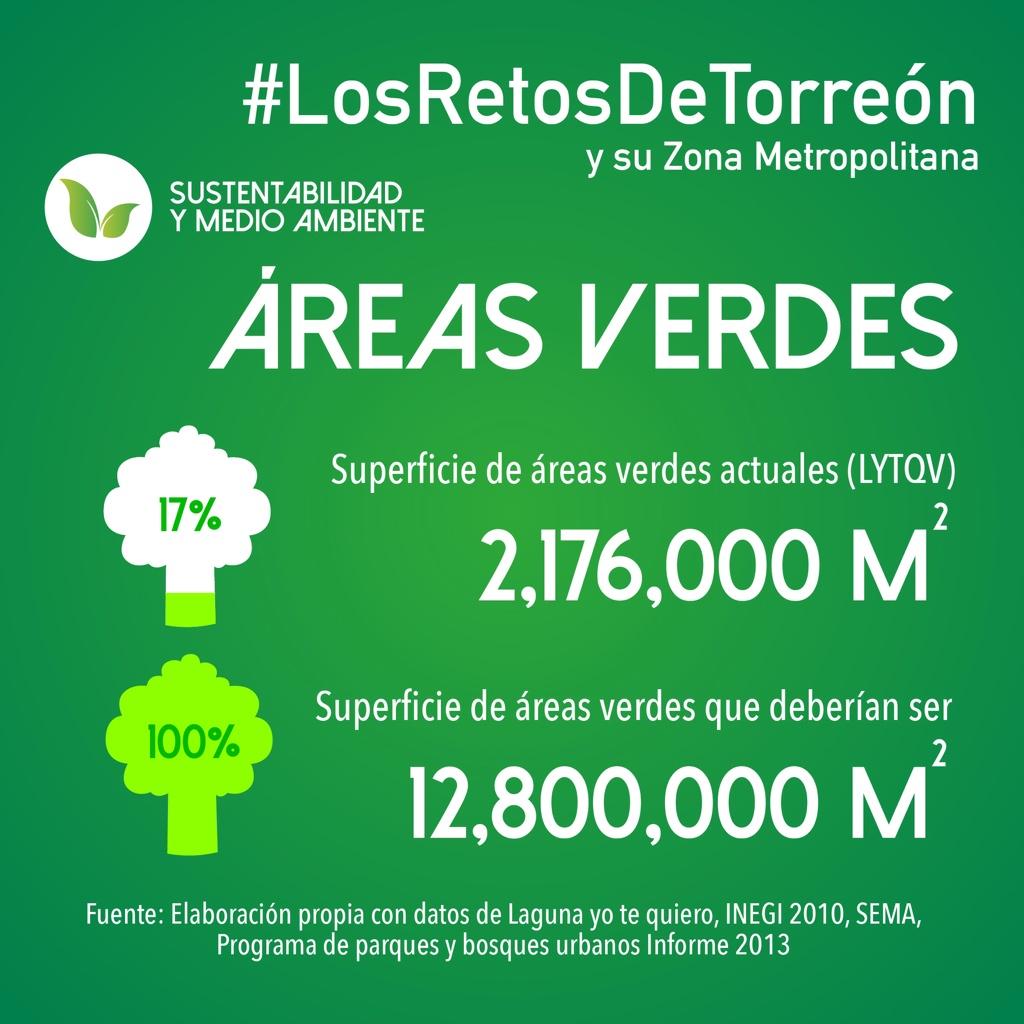 #LosRetosDeTorreón
y su Zona Metropolitana
SUSTENTABILIDAD
Y MEDIO AMBIENTE
ÁREAS VERDES
17%
Superficie de áreas verdes actuales (LYTQV)
2,176,000 M²
100%
Superficie de áreas verdes que deberían ser
12,800,000 M²
Fuente: Elaboración propia con datos de Laguna yo te quiero, INEGI 2010, SEMA,
Programa de parques y bosques urbanos Informe 2013